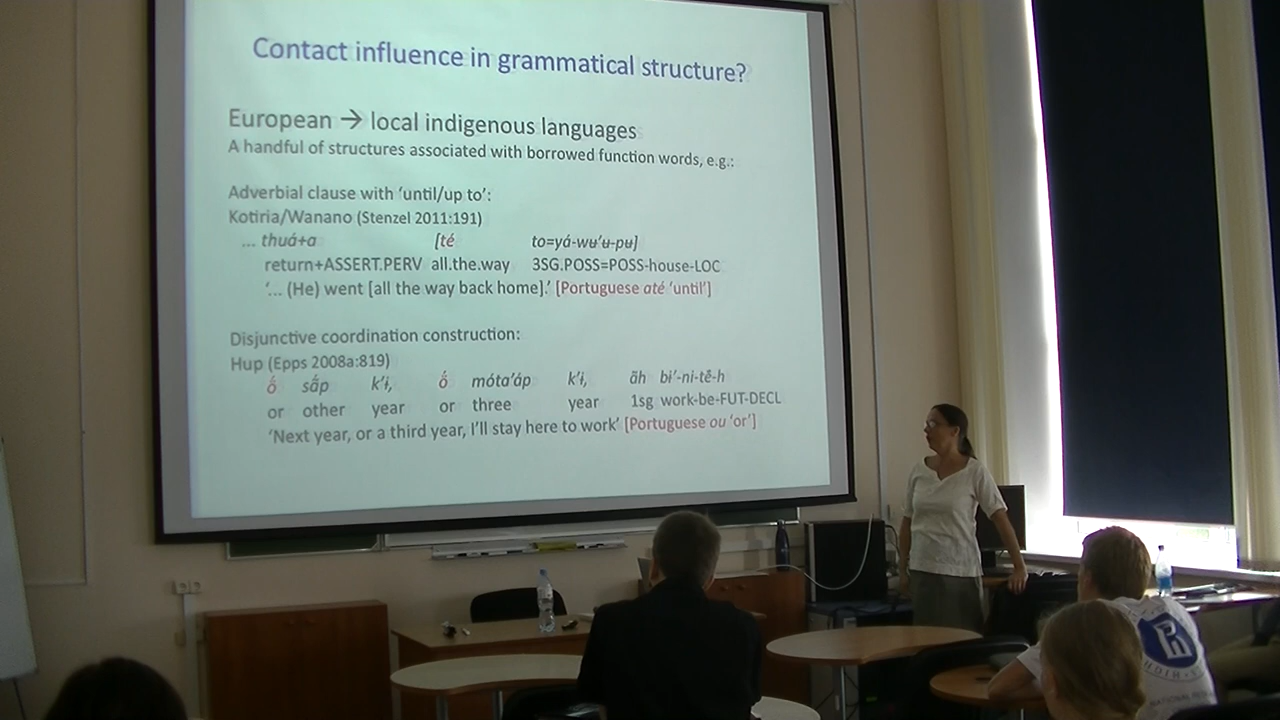 Contact influence in grammatical structure?
European → local indigenous languages
A handful of structures associated with borrowed function words, e.g.:
Adverbial clause with ‘until/up to’:
Kotiria/Wanano (Stenzel 2011:191)
... thuá+a [té to=yá-wʉ’ʉ-pʉ]
return+ASSERT.PERV all.the.way 3SG.POSS=POSS-house-LOC
‘... (He) went [all the way back home].’ [Portuguese até ‘until’]
Disjunctive coordination construction:
Hup (Epps 2008a:819)
ṍ sã́p k’ɨ, ṍ móta’áp k’ɨ, ãh bɨ’-ni-tḗ-h
or other year or three year 1sg work-be-FUT-DECL
‘Next year, or a third year, I’ll stay here to work’ [Portuguese ou ‘or’]